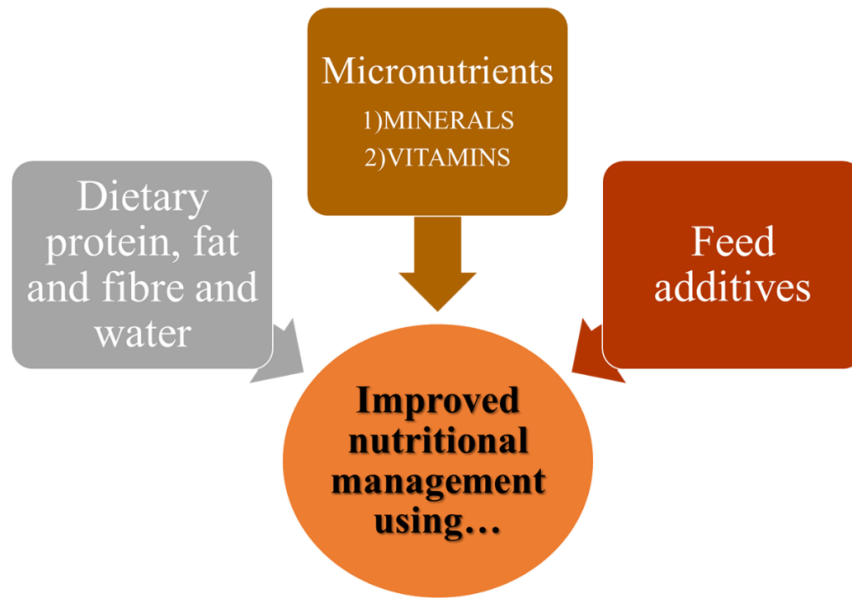 Micronutrients
1)MINERALS
2)VITAMINS
Dietary
protein, fat
and fibre and
water
Feed
additives
Improved
nutritional
management
using…